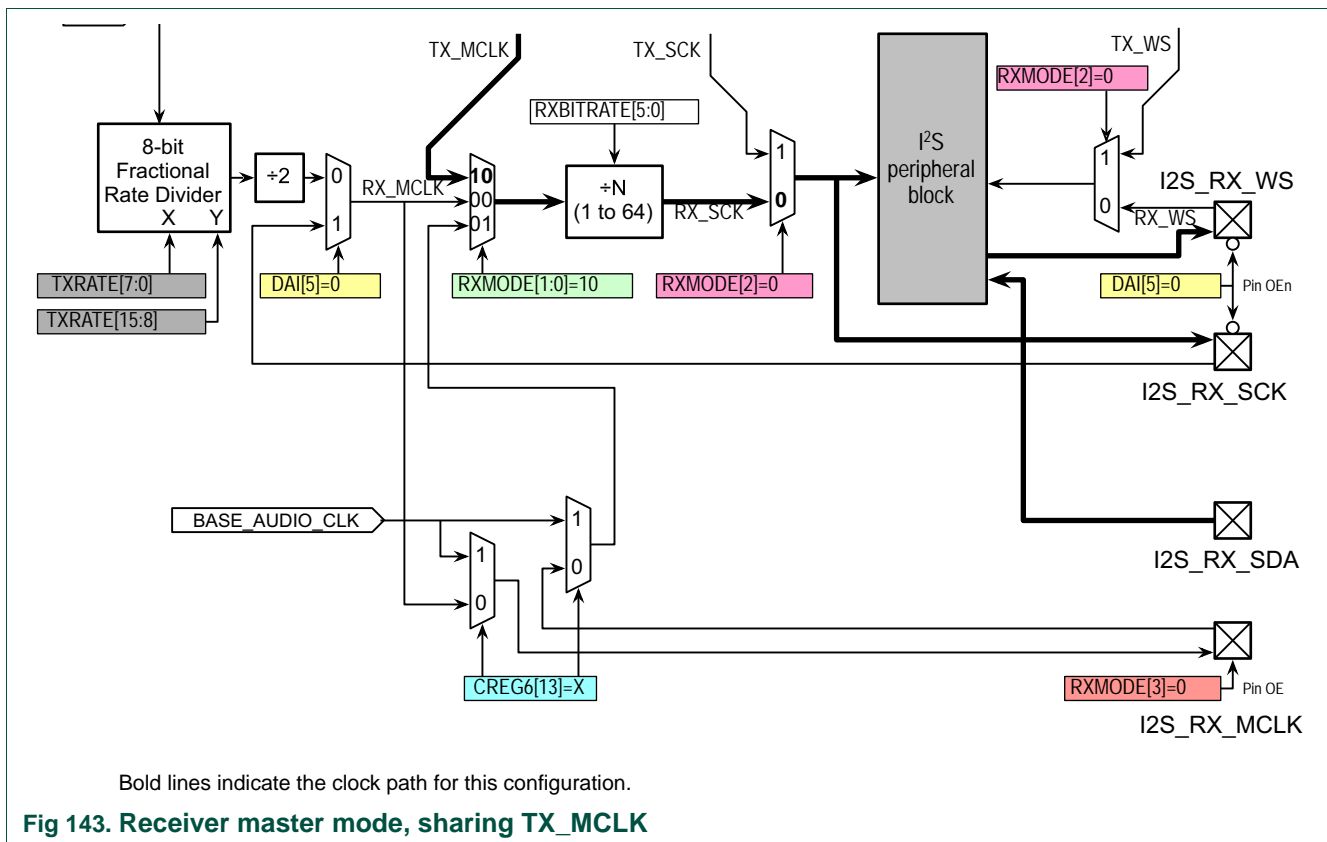 TX_MCLK
TX_SCK
TX_WS
RXMODE[2]=0
RXBITRATE[5:0]
8-bit
Fractional
Rate Divider
X Y
÷2
0
1
RX_MCLK
10
00
01
÷N
(1 to 64)
RX_SCK
1
0
I²S
peripheral
block
1
0
I2S_RX_WS
RX_WS
TXRATE[7:0]
DAI[5]=0
RXMODE[1:0]=10
RXMODE[2]=0
DAI[5]=0
Pin OEn
TXRATE[15:8]
I2S_RX_SCK
BASE_AUDIO_CLK
1
0
1
0
I2S_RX_SDA
CREG6[13]=X
RXMODE[3]=0
Pin OE
I2S_RX_MCLK
Bold lines indicate the clock path for this configuration.
Fig 143. Receiver master mode, sharing TX_MCLK